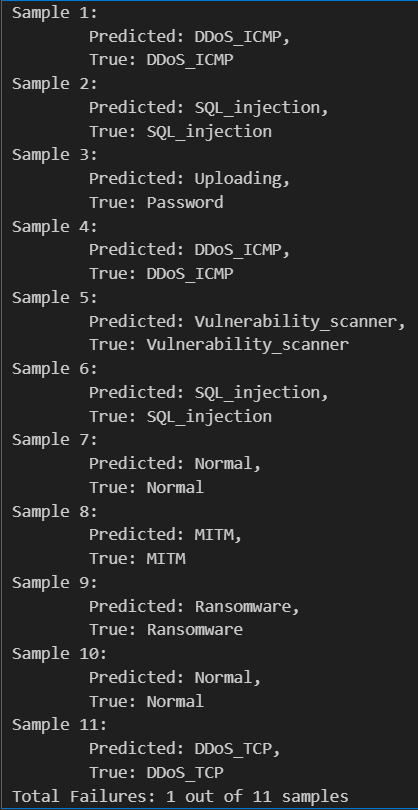 Sample 1:
Predicted: DDoS_ICMP,
True: DDoS_ICMP
Sample 2:
Predicted: SQL_injection,
True: SQL_injection
Sample 3:
Predicted: Uploading,
True: Password
Sample 4:
Predicted: DDoS_ICMP,
True: DDoS_ICMP
Sample 5:
Predicted: Vulnerability_scanner,
True: Vulnerability_scanner
Sample 6:
Predicted: SQL_injection,
True: SQL_injection
Sample 7:
Predicted: Normal,
True: Normal
Sample 8:
Predicted: MITM,
True: MITM
Sample 9:
Predicted: Ransomware,
True: Ransomware
Sample 10:
Predicted: Normal,
True: Normal
Sample 11:
Predicted: DDoS_TCP,
True: DDoS_TCP
Total Failures: 1 out of 11 samples